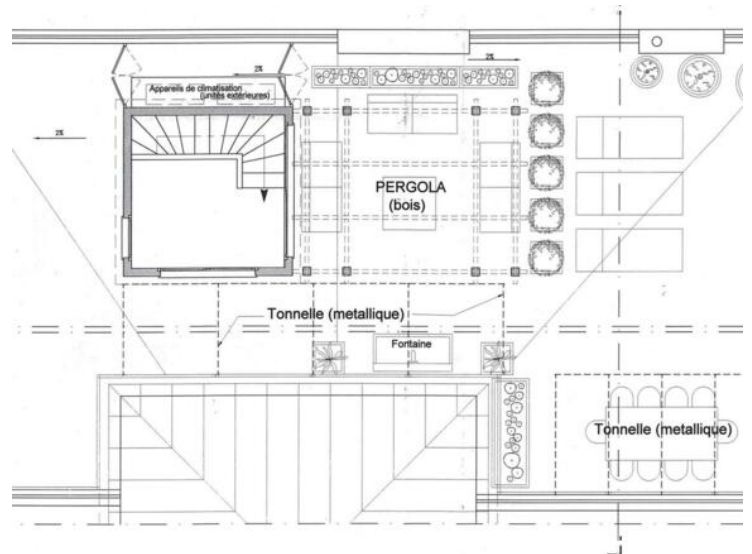 2%
2%
Appareils de climatisation
(unités extérieures)
2%
PERGOLA
(bois)
Tonnelle (metallique)
Fontaine
Tonnelle (metallique)